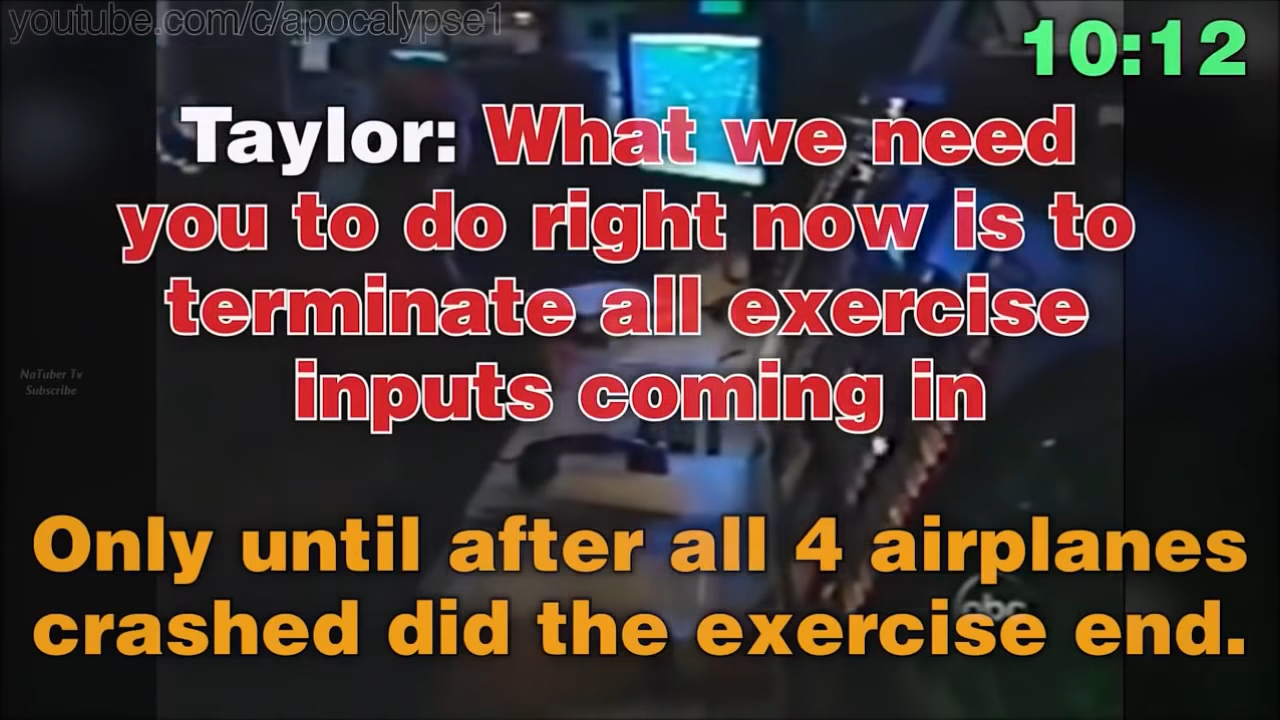 youtube.com/c/apocalypse1
10:12
Taylor: What we need
you to do right now is to
terminate all exercise
inputs coming in
NaTuber Tv
Subscribe
Only until after all 4 airplanes
crashed did the exercise end.
abc